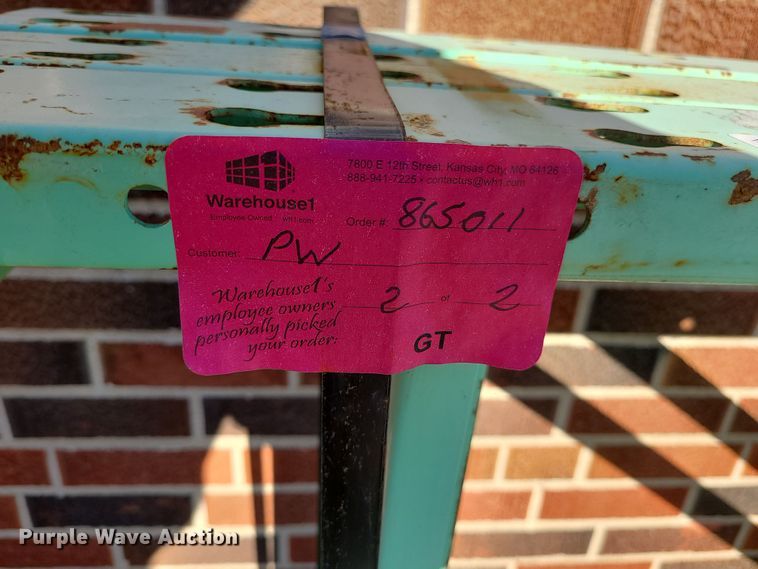 7800 E 12th Street, Kansas City, MO 64126
888-941-7225 • contactus@wh1.com
Warehouse1
Employee Owned wh1.com
Order #: 865011
Customer: PW
Warehouse1's
employee owners
personally picked
your order:
2 of 2
GT
Purple Wave Auction